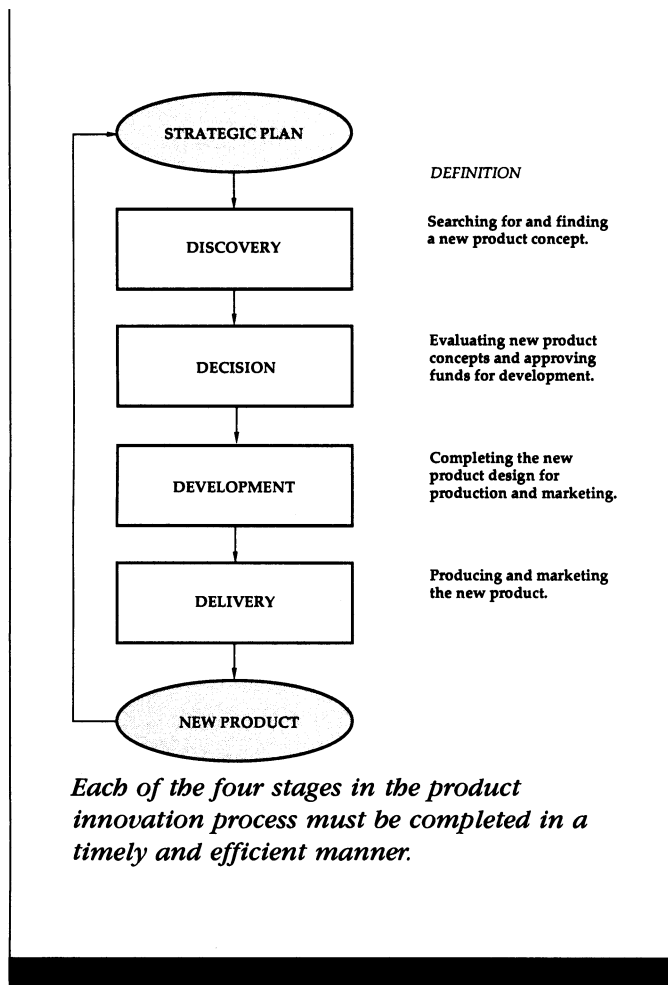 STRATEGIC PLAN
DEFINITION
DISCOVERY
Searching for and finding
a new product concept.
DECISION
Evaluating new product
concepts and approving
funds for development.
DEVELOPMENT
Completing the new
product design for
production and marketing.
DELIVERY
Producing and marketing
the new product.
NEW PRODUCT
Each of the four stages in the product
innovation process must be completed in a
timely and efficient manner.